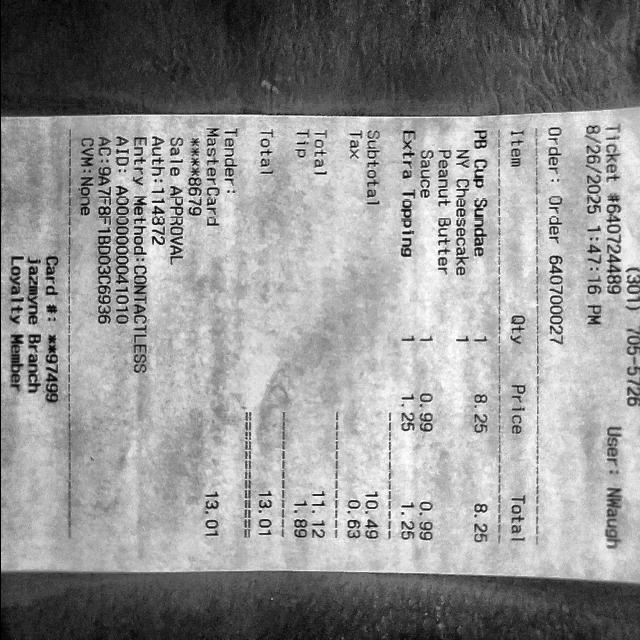 (301) 705-5726
Ticket #640724489 User: NWaugh
8/26/2025 1:47:16 PM
Order: Order 640700027
Item Qty Price Total
PB Cup Sundae 1 8.25 8.25
NY Cheesecake
Peanut Butter 1 0.99 0.99
Sauce
Extra Topping 1 1.25 1.25
Subtotal 10.49
Tax 0.63
Total 11.12
Tip 1.89
Total 13.01
Tender:
MasterCard 13.01
****8679
Sale APPROVAL
Auth:114372
Entry Method:CONTACTLESS
AID: A0000000041010
AC: 9A7F8F1BD03C6936
CVM:None
Card #: **97499
jazmyne Branch
Loyalty Member